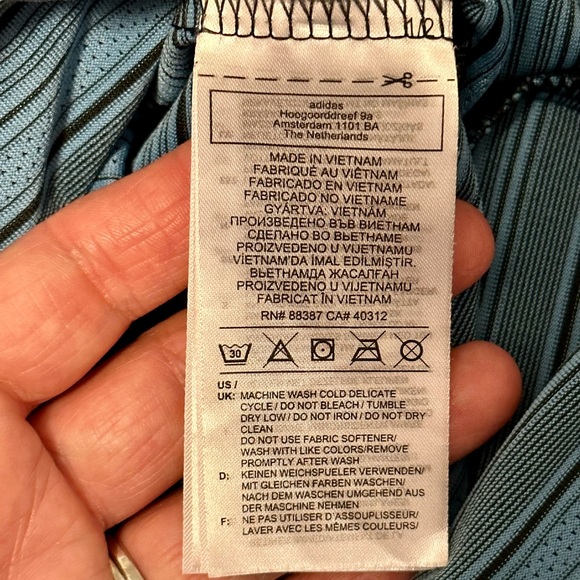 1/2
adidas
Hoogoorddreef 9a
Amsterdam 1101 BA
The Netherlands
MADE IN VIETNAM
FABRIQUÉ AU VIÊTNAM
FABRICADO EN VIETNAM
FABRICADO NO VIETNAME
GYÁRTVA: VIETNÁM
ПРОИЗВЕДЕНО ВЪВ ВИЕТНАМ
СДЕЛАНО ВО ВЬЕТНАМЕ
PROIZVEDENO U VIJETNAMU
VIETNAM'DA İMAL EDİLMİŞTİR.
ВЬЕТНАМДА ЖАСАЛҒАН
PROIZVEDENO U VIJETNAMU
FABRICAT ÎN VIETNAM
RN# 88387 CA# 40312
30
US /
UK: MACHINE WASH COLD DELICATE
CYCLE / DO NOT BLEACH / TUMBLE
DRY LOW / DO NOT IRON / DO NOT DRY
CLEAN
DO NOT USE FABRIC SOFTENER/
WASH WITH LIKE COLORS/REMOVE
PROMPTLY AFTER WASH
D: KEINEN WEICHSPUELER VERWENDEN/
MIT GLEICHEN FARBEN WASCHEN/
NACH DEM WASCHEN UMGEHEND AUS
DER MASCHINE NEHMEN
F: NE PAS UTILISER D'ASSOUPLISSEUR/
LAVER AVEC LES MÊMES COULEURS/